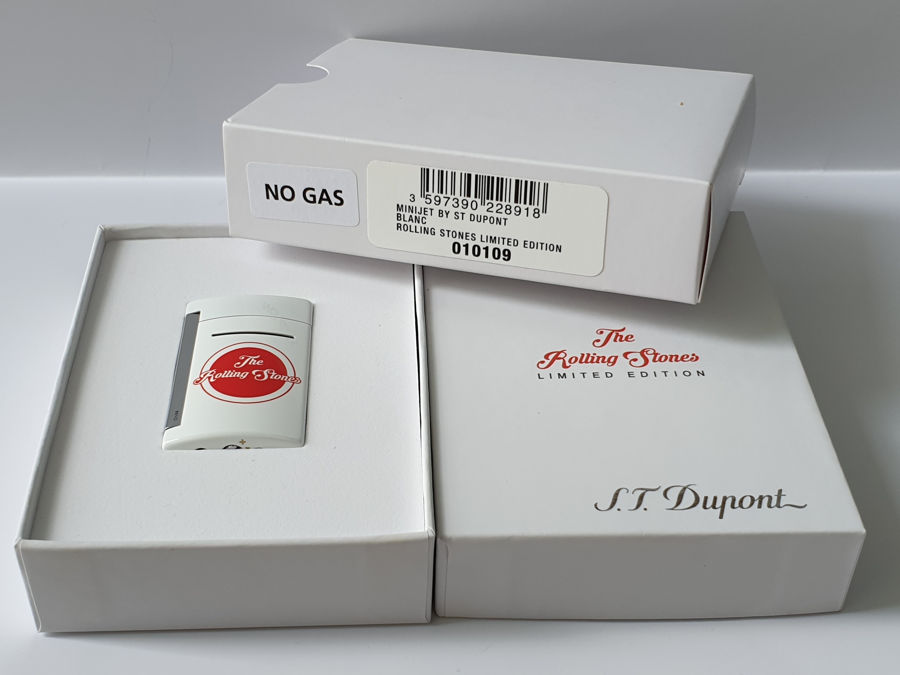 NO GAS
3 597390 228918
MINIJET BY ST DUPONT
BLANC
ROLLING STONES LIMITED EDITION
010109
The
Rolling Stones
The
Rolling Stones
LIMITED EDITION
S.T. Dupont